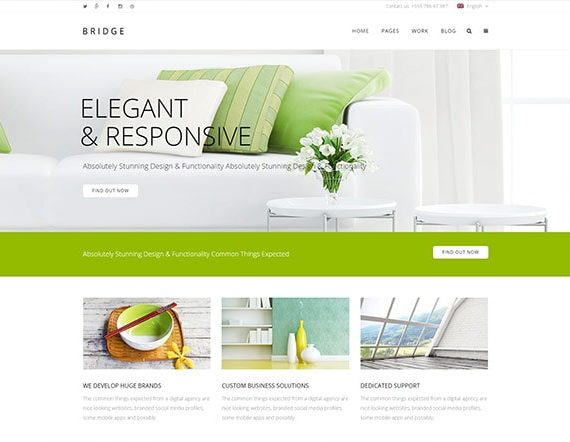 Contact us: +555 786 67 987 English
BRIDGE
HOME PAGES WORK BLOG
ELEGANT
& RESPONSIVE
Absolutely Stunning Design & Functionality Absolutely Stunning Design & Functionality
FIND OUT NOW
Absolutely Stunning Design & Functionality Common Things Expected
FIND OUT NOW
WE DEVELOP HUGE BRANDS
The common things expected from a digital agency are
nice looking websites, branded social media profiles,
some mobile apps and possibly.
CUSTOM BUSINESS SOLUTIONS
The common things expected from a digital agency are
nice looking websites, branded social media profiles,
some mobile apps and possibly.
DEDICATED SUPPORT
The common things expected from a digital agency are
nice looking websites, branded social media profiles,
some mobile apps and possibly.